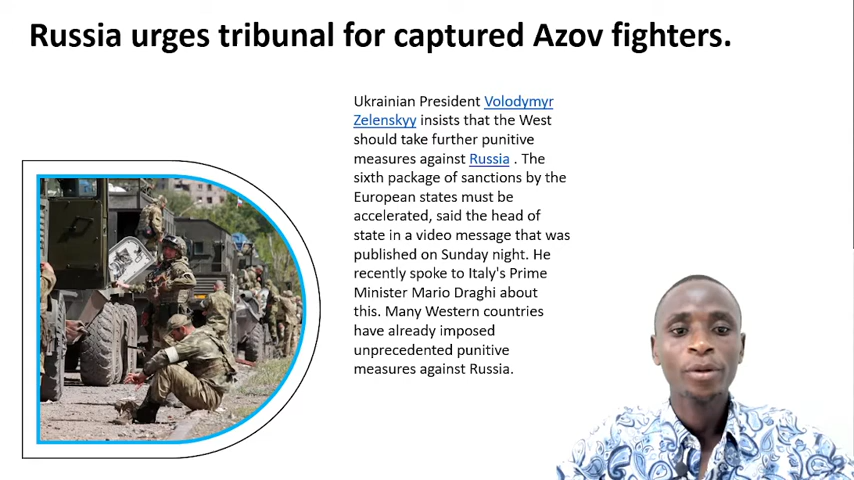 Russia urges tribunal for captured Azov fighters.
Ukrainian President Volodymyr
Zelenskyy insists that the West
should take further punitive
measures against Russia . The
sixth package of sanctions by the
European states must be
accelerated, said the head of
state in a video message that was
published on Sunday night. He
recently spoke to Italy's Prime
Minister Mario Draghi about
this. Many Western countries
have already imposed
unprecedented punitive
measures against Russia.